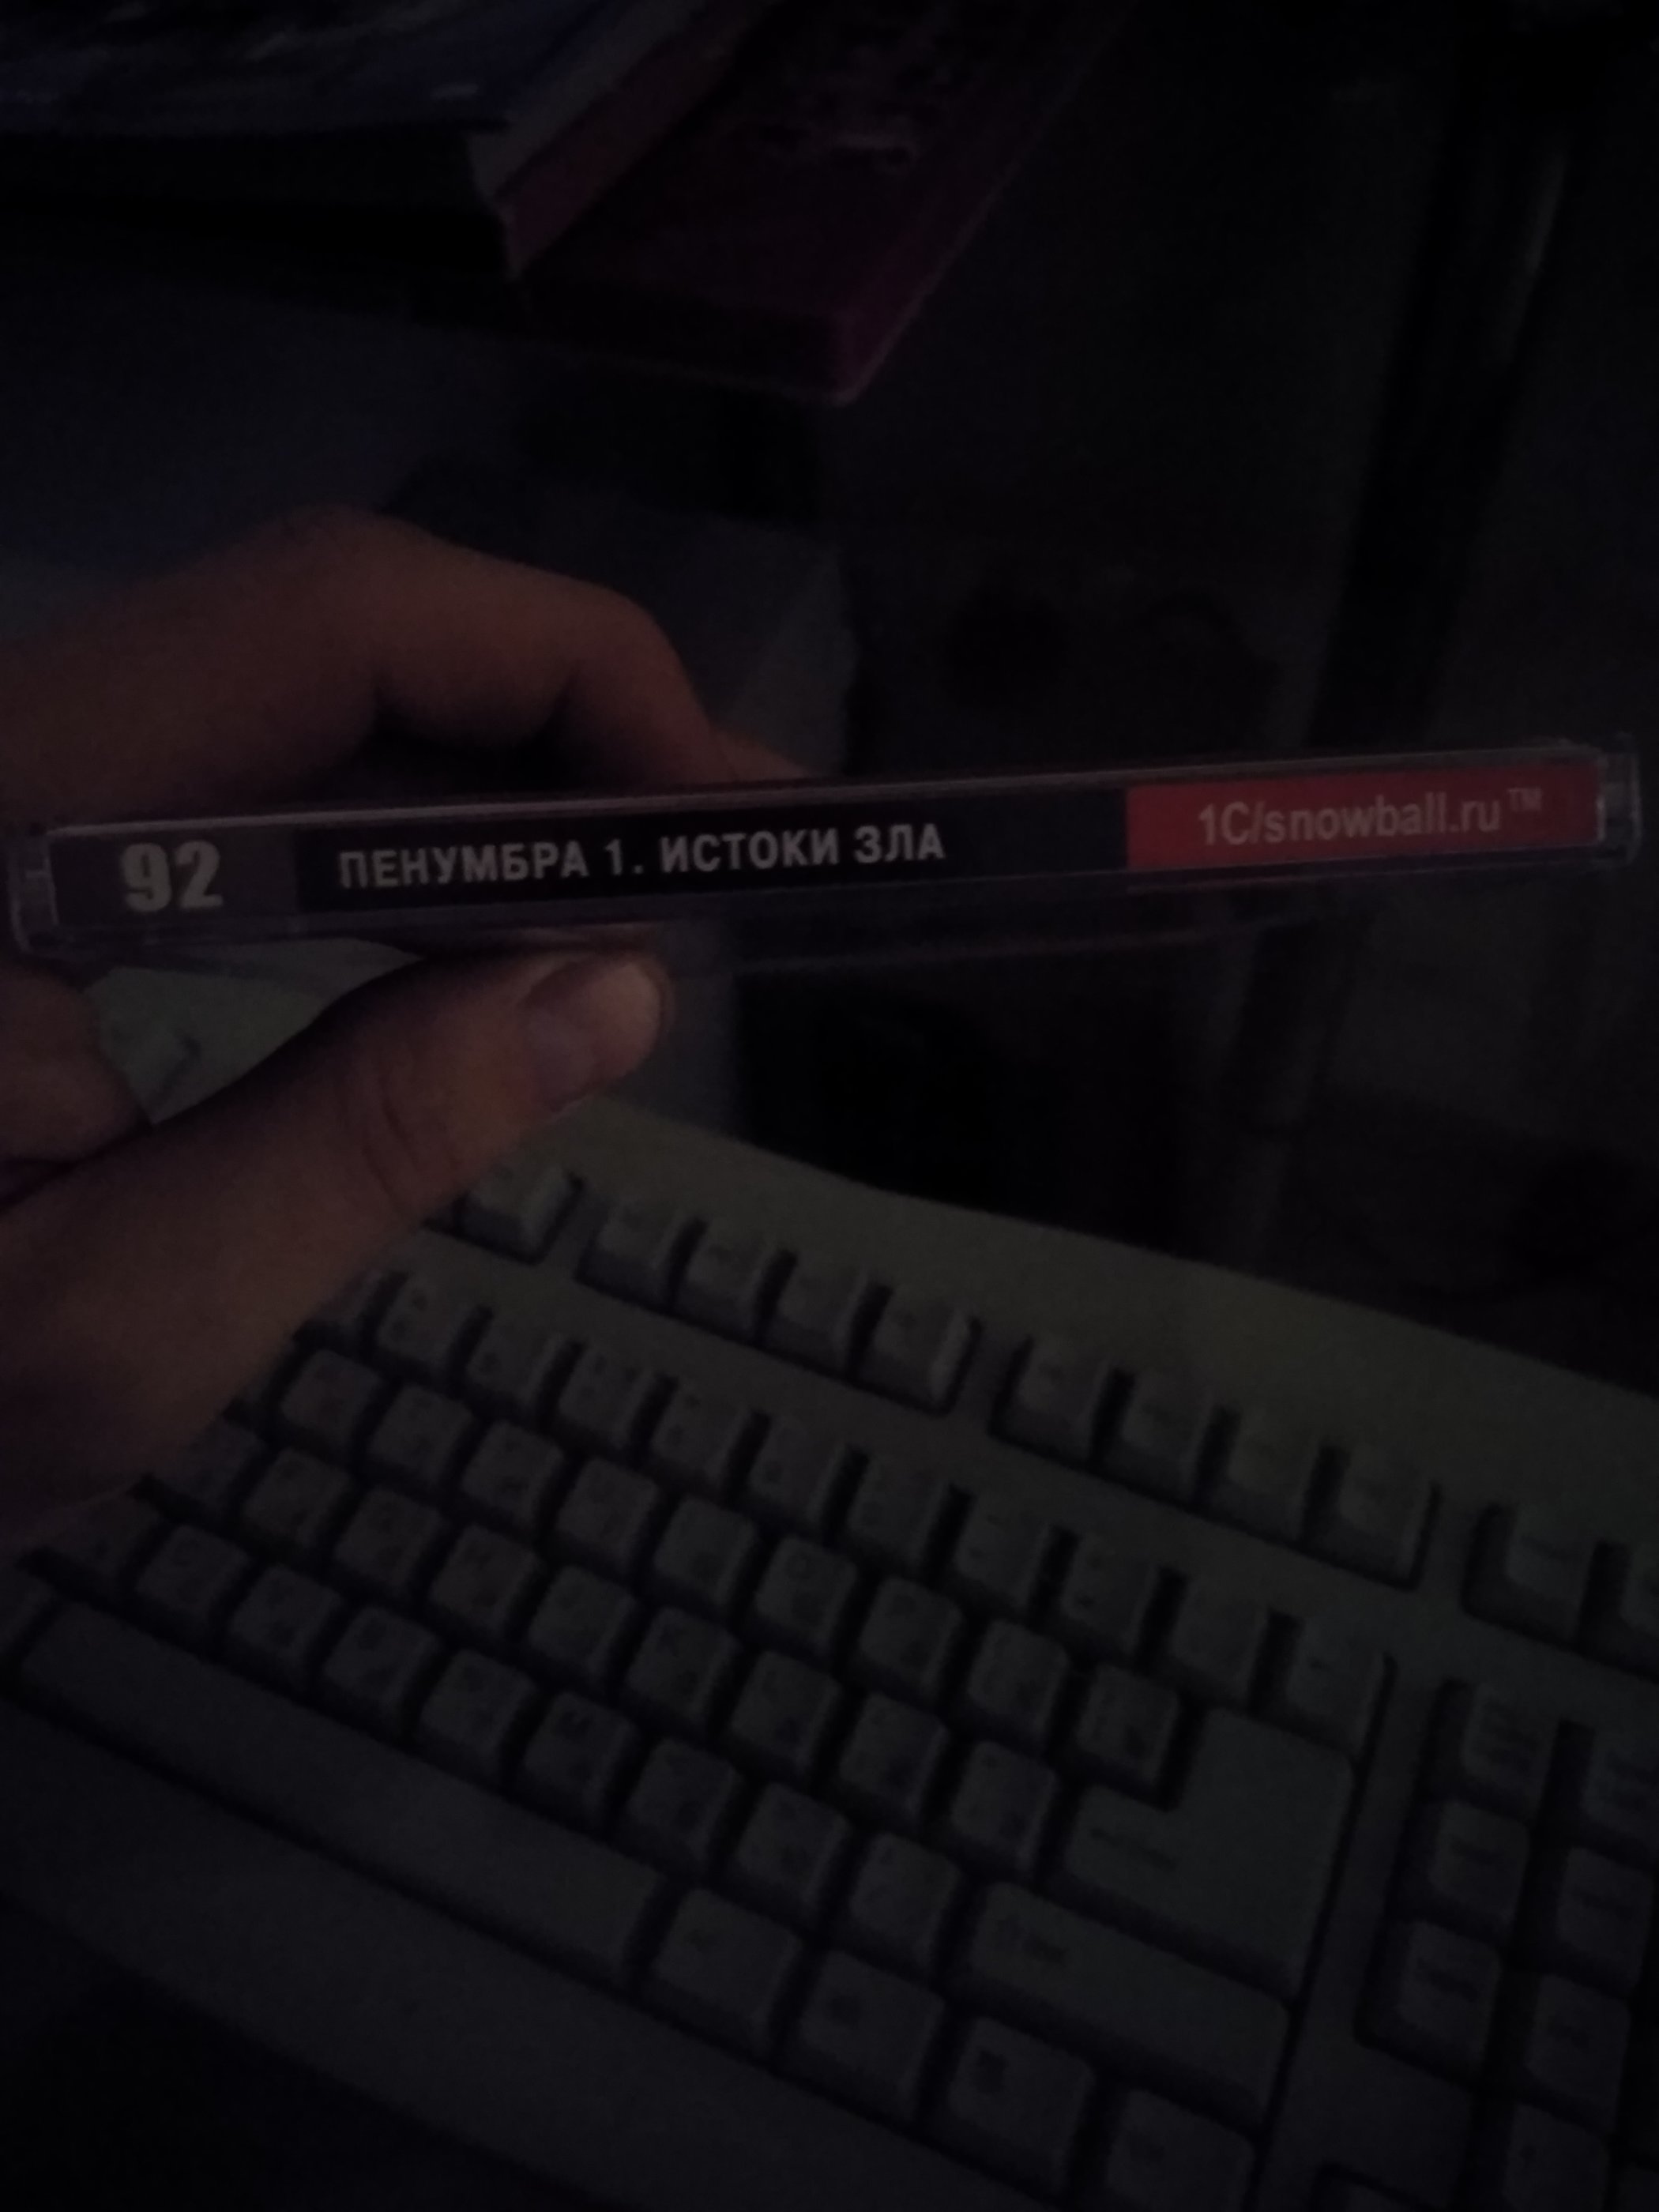 92 ПЕНУМБРА 1. ИСТОКИ ЗЛА 1C/snowball.ru™